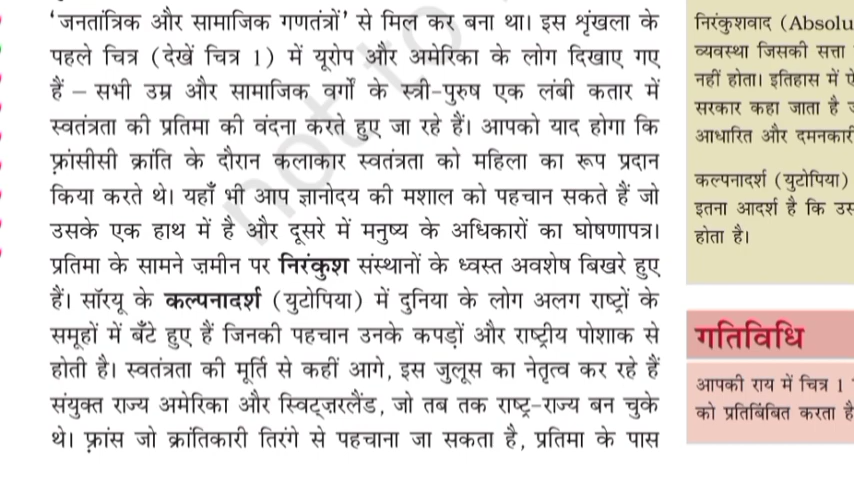 ‘जनतांत्रिक और सामाजिक गणतंत्रों’ से मिल कर बना था। इस शृंखला के
पहले चित्र (देखें चित्र 1) में यूरोप और अमेरिका के लोग दिखाए गए
हैं – सभी उम्र और सामाजिक वर्गों के स्त्री-पुरुष एक लंबी कतार में
स्वतंत्रता की प्रतिमा की वंदना करते हुए जा रहे हैं। आपको याद होगा कि
फ़्रांसीसी क्रांति के दौरान कलाकार स्वतंत्रता को महिला का रूप प्रदान
किया करते थे। यहाँ भी आप ज्ञानोदय की मशाल को पहचान सकते हैं जो
उसके एक हाथ में है और दूसरे में मनुष्य के अधिकारों का घोषणापत्र।
प्रतिमा के सामने ज़मीन पर निरंकुश संस्थानों के ध्वस्त अवशेष बिखरे हुए
हैं। सॉरयू के कल्पनादर्श (युटोपिया) में दुनिया के लोग अलग राष्ट्रों के
समूहों में बँटे हुए हैं जिनकी पहचान उनके कपड़ों और राष्ट्रीय पोशाक से
होती है। स्वतंत्रता की मूर्ति से कहीं आगे, इस जुलूस का नेतृत्व कर रहे हैं
संयुक्त राज्य अमेरिका और स्विट्ज़रलैंड, जो तब तक राष्ट्र-राज्य बन चुके
थे। फ़्रांस जो क्रांतिकारी तिरंगे से पहचाना जा सकता है, प्रतिमा के पास
निरंकुशवाद (Absolu
व्यवस्था जिसकी सत्ता
नहीं होता। इतिहास में
सरकार कहा जाता है
आधारित और दमनकारी
कल्पनादर्श (युटोपिया)
इतना आदर्श है कि उस
होता है।
गतिविधि
आपकी राय में चित्र 1
को प्रतिबिंबित करता है
not to